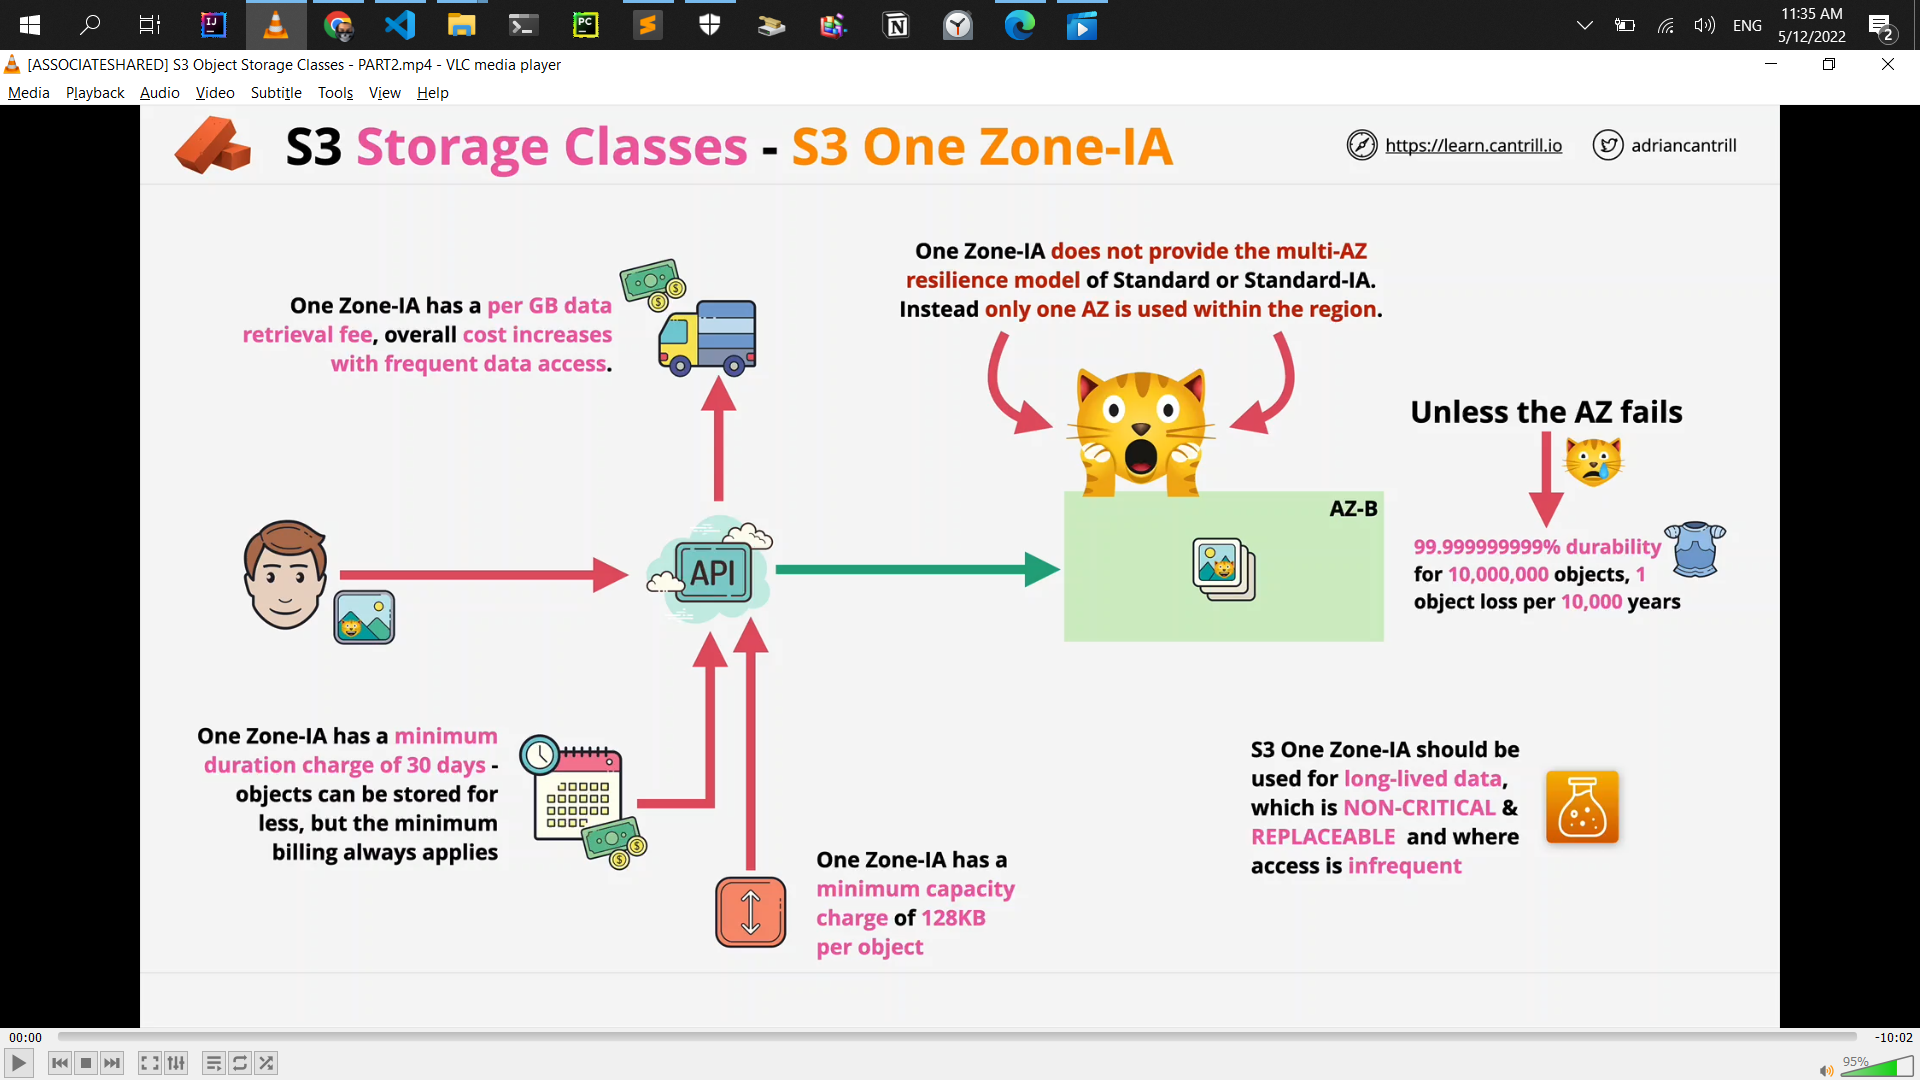 ENG
11:35 AM
5/12/2022
2
[ASSOCIATESHARED] S3 Object Storage Classes - PART2.mp4 - VLC media player
Media Playback Audio Video Subtitle Tools View Help
S3 Storage Classes - S3 One Zone-IA
https://learn.cantrill.io
adriancantrill
One Zone-IA has a per GB data
retrieval fee, overall cost increases
with frequent data access.
One Zone-IA does not provide the multi-AZ
resilience model of Standard or Standard-IA.
Instead only one AZ is used within the region.
Unless the AZ fails
API
AZ-B
99.999999999% durability
for 10,000,000 objects, 1
object loss per 10,000 years
One Zone-IA has a minimum
duration charge of 30 days -
objects can be stored for
less, but the minimum
billing always applies
One Zone-IA has a
minimum capacity
charge of 128KB
per object
S3 One Zone-IA should be
used for long-lived data,
which is NON-CRITICAL &
REPLACEABLE and where
access is infrequent
00:00
-10:02
95%